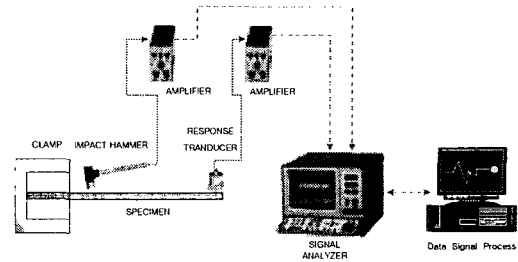 AMPLIFIER
AMPLIFIER
RESPONSE
TRANDUCER
CLAMP
IMPACT HAMMER
SPECIMEN
SIGNAL
ANALYZER
Data Signal Process